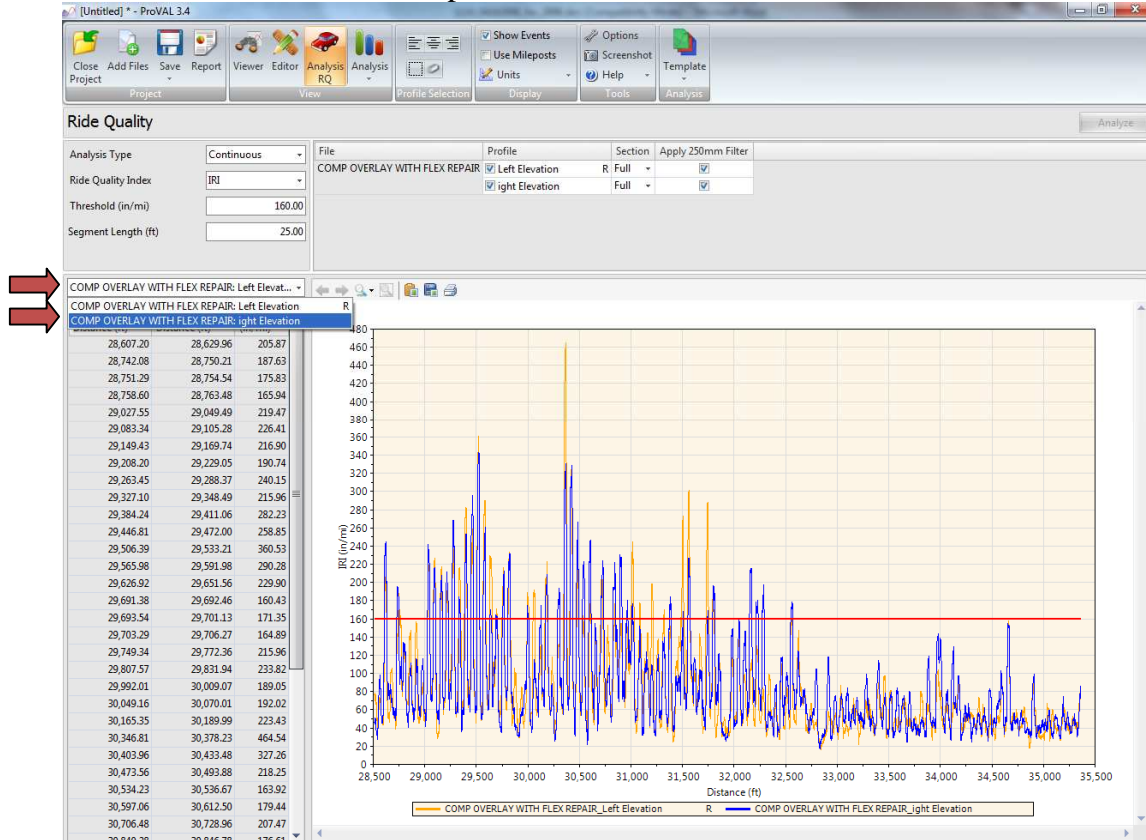 [Untitled] * - ProVAL 3.4
Close Project Add Files Save Report Viewer Editor Analysis RQ Analysis
Show Events
Use Mileposts
Units
Options
Screenshot
Help
Template
Project View Profile Selection Display Tools Analysis
Ride Quality Analyze
Analysis Type Continuous
Ride Quality Index IRI
Threshold (in/mi) 160.00
Segment Length (ft) 25.00
File Profile Section Apply 250mm Filter
COMP OVERLAY WITH FLEX REPAIR Left Elevation R Full
ight Elevation Full
COMP OVERLAY WITH FLEX REPAIR: Left Elevat...
COMP OVERLAY WITH FLEX REPAIR: Left Elevation R
COMP OVERLAY WITH FLEX REPAIR: ight Elevation
28,607.20 28,629.96 205.87
28,742.08 28,750.21 187.63
28,751.29 28,754.54 175.83
28,758.60 28,763.48 165.94
29,027.55 29,049.49 219.47
29,083.34 29,105.28 226.41
29,149.43 29,169.74 216.90
29,208.20 29,229.05 190.74
29,263.45 29,288.37 240.15
29,327.10 29,348.49 215.96
29,384.24 29,411.06 282.23
29,446.81 29,472.00 258.85
29,506.39 29,533.21 360.53
29,565.98 29,591.98 290.28
29,626.92 29,651.56 229.90
29,691.38 29,692.46 160.43
29,693.54 29,701.13 171.35
29,703.29 29,706.27 164.89
29,749.34 29,772.36 215.96
29,807.57 29,831.94 233.82
29,992.01 30,009.07 189.05
30,049.16 30,070.01 192.02
30,165.35 30,189.99 223.43
30,346.81 30,378.23 464.54
30,403.96 30,433.48 327.26
30,473.56 30,493.88 218.25
30,534.23 30,536.67 163.92
30,597.06 30,612.50 179.44
30,706.48 30,728.96 207.47
480
460
440
420
400
380
360
340
320
300
280
260
240
220
200
180
160
140
120
100
80
60
40
20
0
IRI (in/mi)
28,500 29,000 29,500 30,000 30,500 31,000 31,500 32,000 32,500 33,000 33,500 34,000 34,500 35,000 35,500
Distance (ft)
COMP OVERLAY WITH FLEX REPAIR_Left Elevation R COMP OVERLAY WITH FLEX REPAIR_ight Elevation